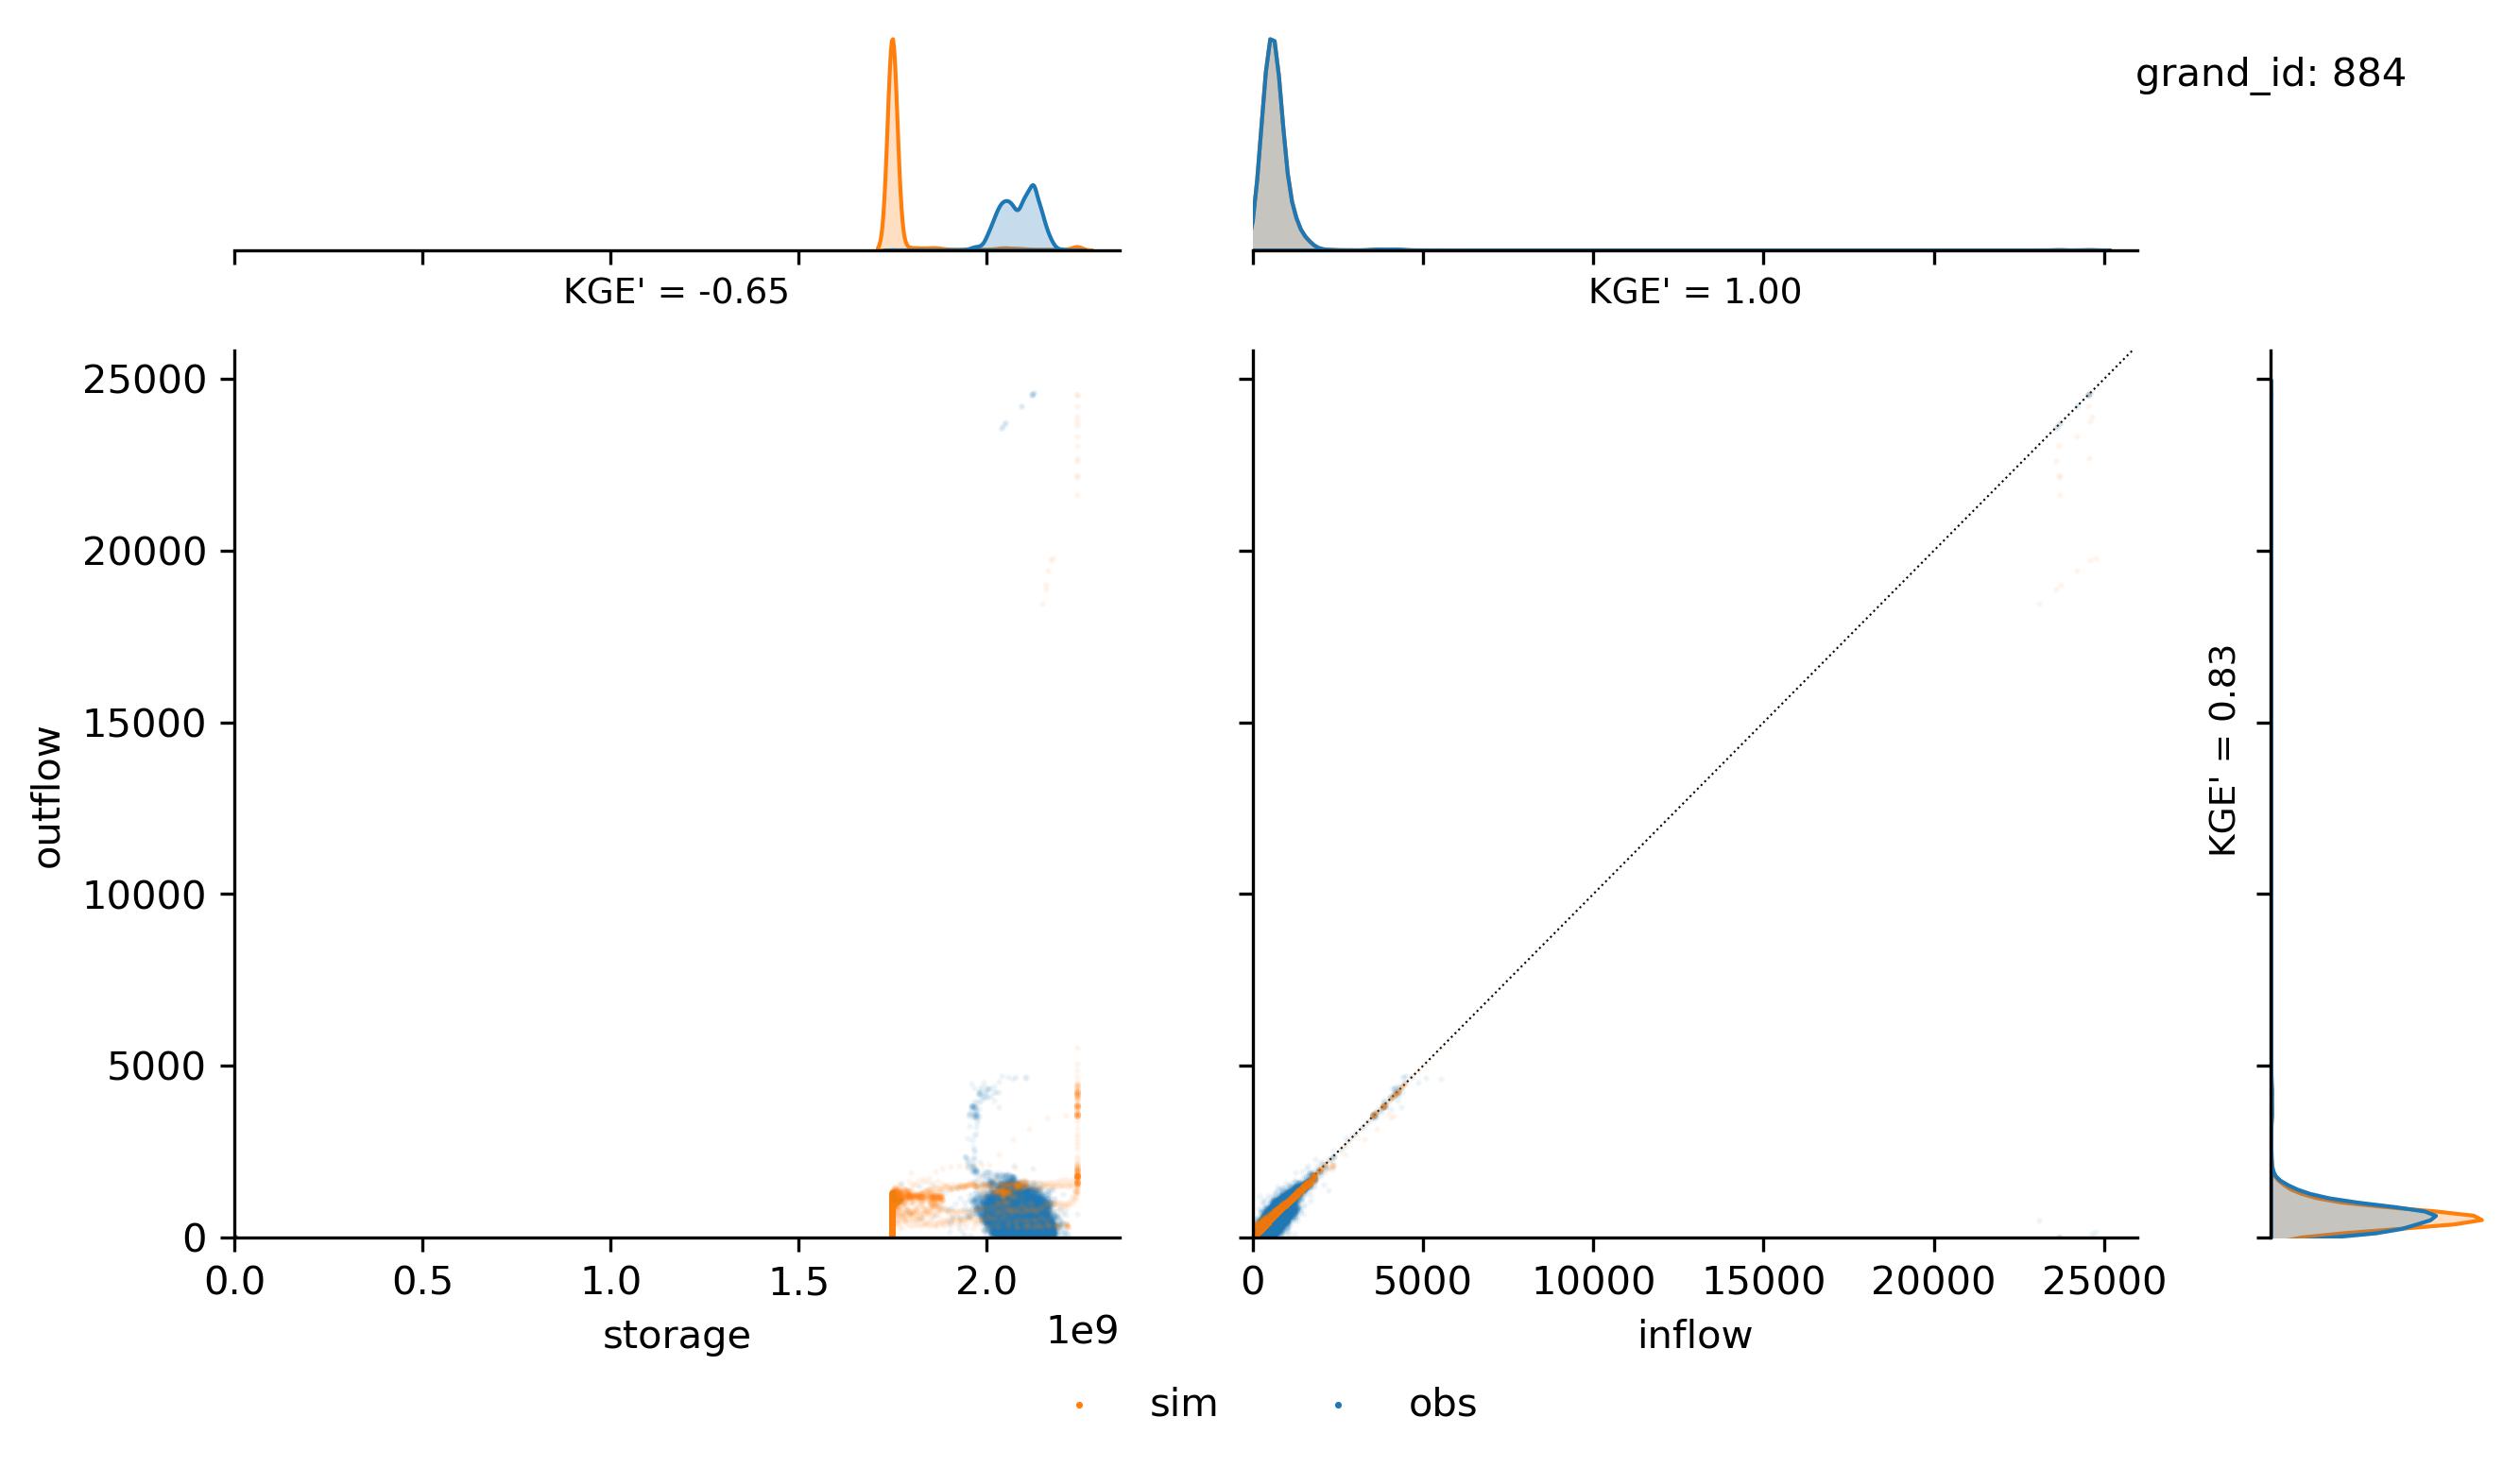 grand_id: 884
KGE' = -0.65
KGE' = 1.00
25000
20000
15000
10000
5000
0
outflow
KGE' = 0.83
0.0 0.5 1.0 1.5 2.0
1e9
storage
0 5000 10000 15000 20000 25000
inflow
sim obs